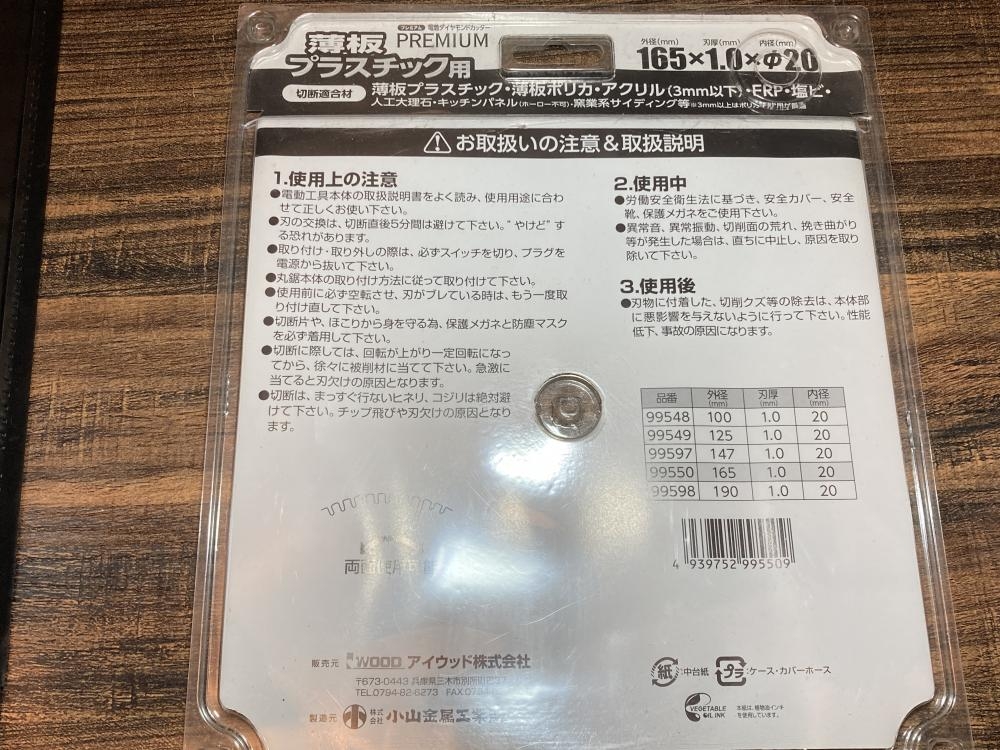 薄板
プレミアム 電着ダイヤモンドカッター
PREMIUM
プラスチック用
外径(mm) 刃厚(mm) 内径(mm)
165×1.0×Φ20
切断適合材 薄板プラスチック・薄板ポリカ・アクリル(3mm以下)・FRP・塩ビ・
人工大理石・キッチンパネル(ホーロー不可)・窯業系サイディング等
⚠お取扱いの注意&取扱説明
1.使用上の注意
●電動工具本体の取扱説明書をよく読み、使用用途に合わ
せて正しくお使い下さい。
●刃の交換は、切断直後5分間は避けて下さい。"やけど"す
る恐れがあります。
●取り付け・取り外しの際は、必ずスイッチを切り、プラグを
電源から抜いて下さい。
●丸鋸本体の取り付け方法に従って取り付けて下さい。
●使用前に必ず空転させ、刃がブレている時は、もう一度取
り付け直して下さい。
●切断片や、ほこりから身を守る為、保護メガネと防塵マスク
を必ず着用して下さい。
●切断に際しては、回転が上がり一定回転になっ
てから、徐々に被削材に当てて下さい。急激に
当てると刃欠けの原因となります。
●切断は、まっすぐ行ないヒネリ、コジリは絶対避
けて下さい。チップ飛びや刃欠けの原因となり
ます。
2.使用中
●労働安全衛生法に基づき、安全カバー、安全
靴、保護メガネをご使用下さい。
●異常音、異常振動、切削面の荒れ、挽き曲がり
等が発生した場合は、直ちに中止し、原因を取り
除いて下さい。
3.使用後
●刃物に付着した、切削クズ等の除去は、本体部
に悪影響を与えないように行って下さい。性能
低下、事故の原因になります。
品番 外径(mm) 刃厚(mm) 内径(mm)
99548 100 1.0 20
99549 125 1.0 20
99597 147 1.0 20
99550 165 1.0 20
99598 190 1.0 20
4 939752 995509
販売元 WOOD アイウッド株式会社
〒673-0443 兵庫県三木市別所町
TEL.0794-82-6273
製造元 株式会社 小山金属工業
紙:中台紙 プラ:ケース・カバーホース
VEGETABLE OIL INK
本紙は、植物油インキ
を使用しています。